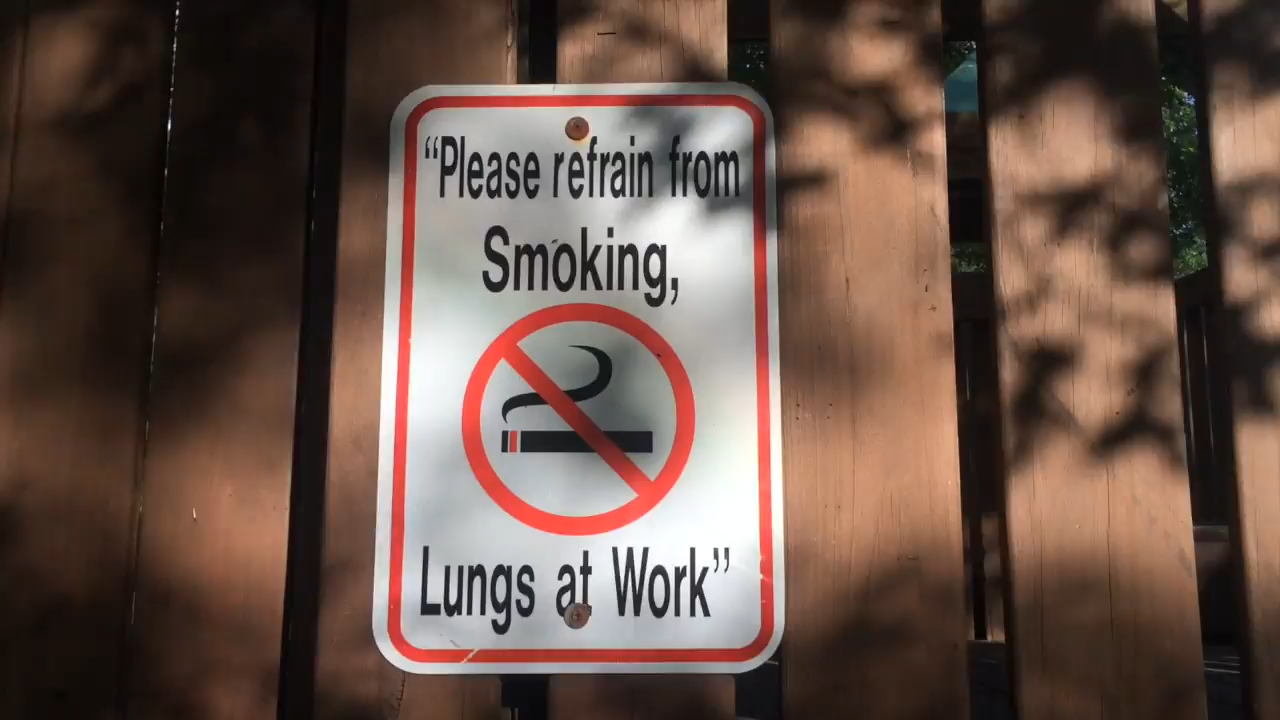 “Please refrain from
Smoking,
Lungs at Work”